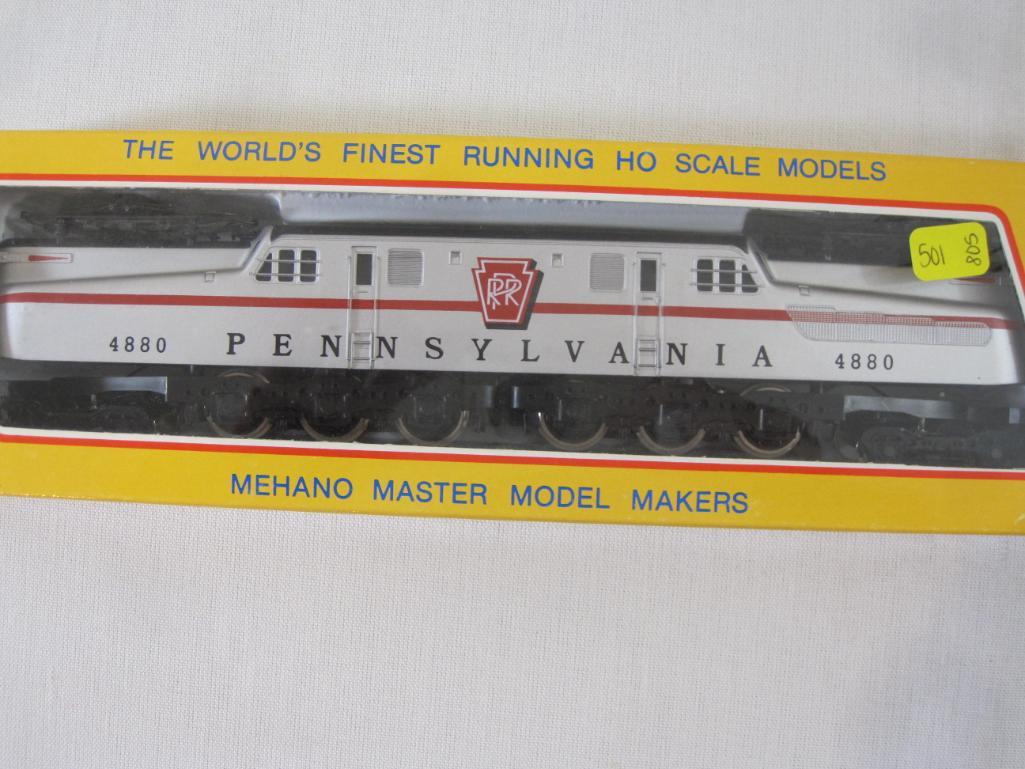 THE WORLD'S FINEST RUNNING HO SCALE MODELS
501 805
PRR
4880 PENNSYLVANIA 4880
MEHANO MASTER MODEL MAKERS